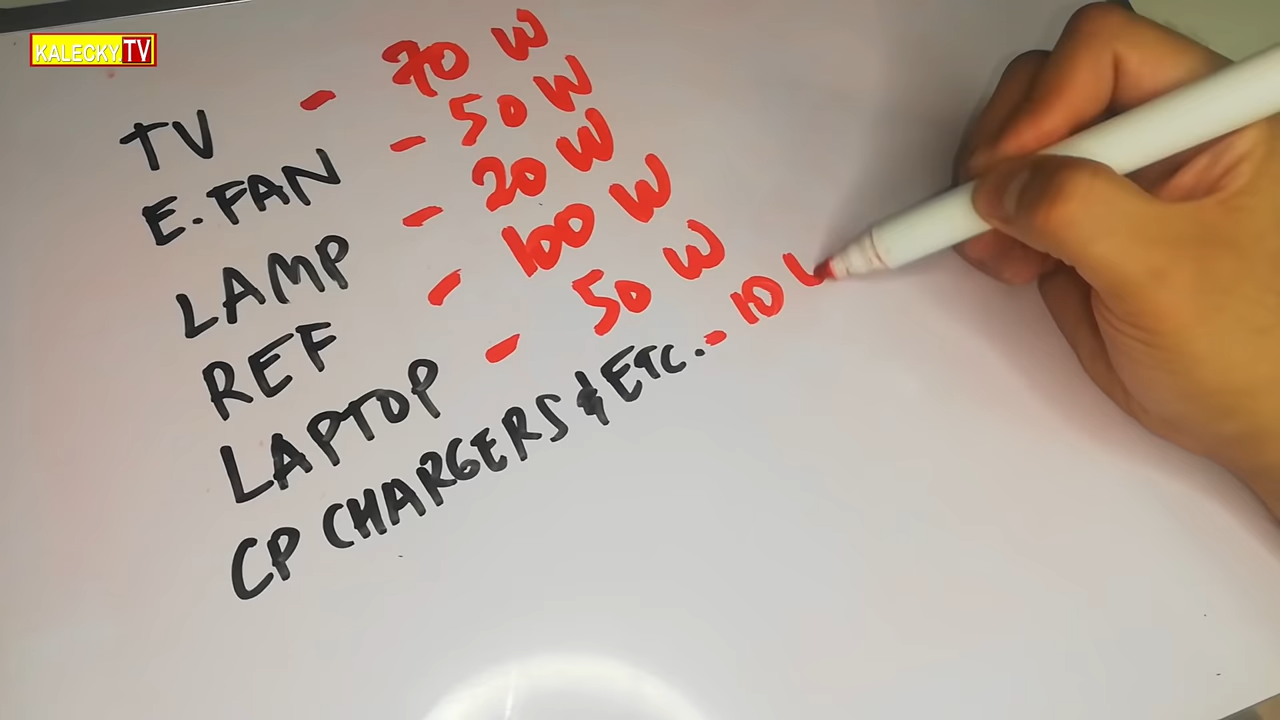 KALECKY TV
TV - 70 W
E. FAN - 50 W
LAMP - 20 W
REF - 100 W
LAPTOP - 50 W
CP CHARGERS & ETC. - 10